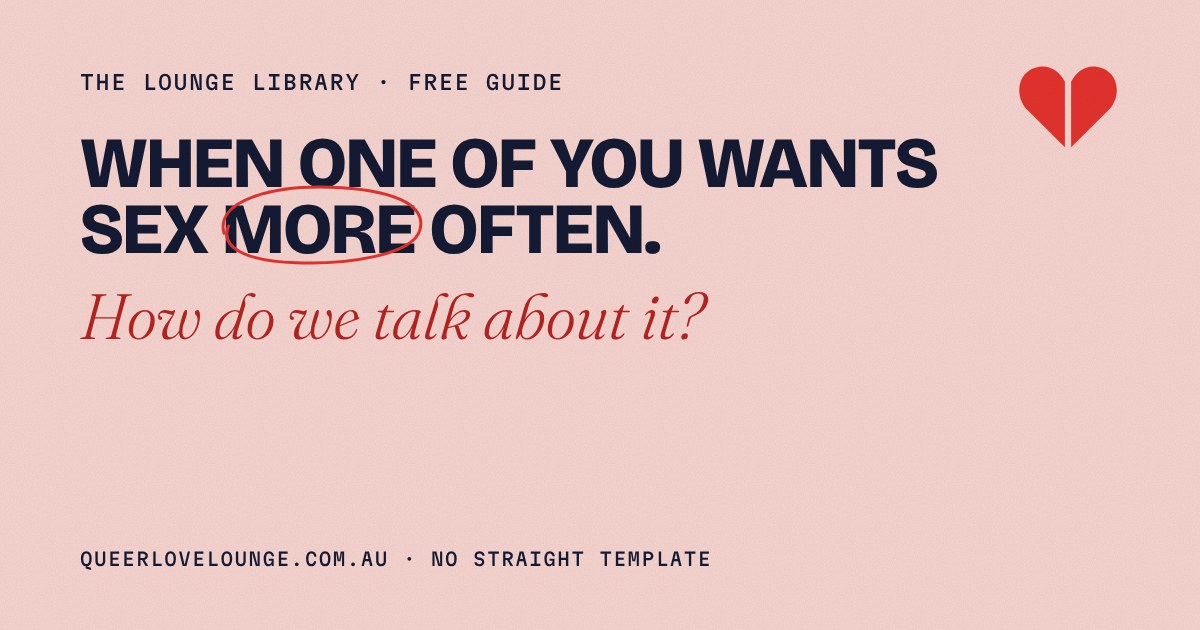 THE LOUNGE LIBRARY · FREE GUIDE
WHEN ONE OF YOU WANTS
SEX MORE OFTEN.
How do we talk about it?
QUEERLOVELOUNGE.COM.AU · NO STRAIGHT TEMPLATE